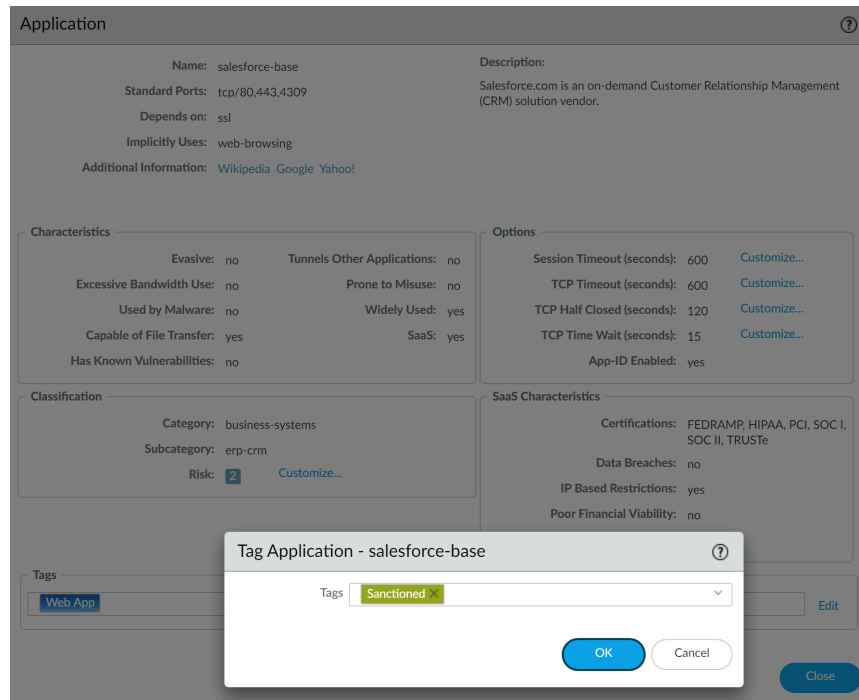 Application
Name: salesforce-base
Standard Ports: tcp/80,443,4309
Depends on: ssl
Implicitly Uses: web-browsing
Additional Information: Wikipedia Google Yahoo!
Description:
Salesforce.com is an on-demand Customer Relationship Management
(CRM) solution vendor.
Characteristics
Evasive: no
Tunnels Other Applications: no
Excessive Bandwidth Use: no
Prone to Misuse: no
Used by Malware: no
Widely Used: yes
Capable of File Transfer: yes
SaaS: yes
Has Known Vulnerabilities: no
Options
Session Timeout (seconds): 600 Customize...
TCP Timeout (seconds): 600 Customize...
TCP Half Closed (seconds): 120 Customize...
TCP Time Wait (seconds): 15 Customize...
App-ID Enabled: yes
Classification
Category: business-systems
Subcategory: erp-crm
Risk: 2 Customize...
SaaS Characteristics
Certifications: FEDRAMP, HIPAA, PCI, SOC I,
SOC II, TRUSTe
Data Breaches: no
IP Based Restrictions: yes
Poor Financial Viability: no
Tags
Web App
Edit
Tag Application - salesforce-base
Tags Sanctioned
OK Cancel
Close